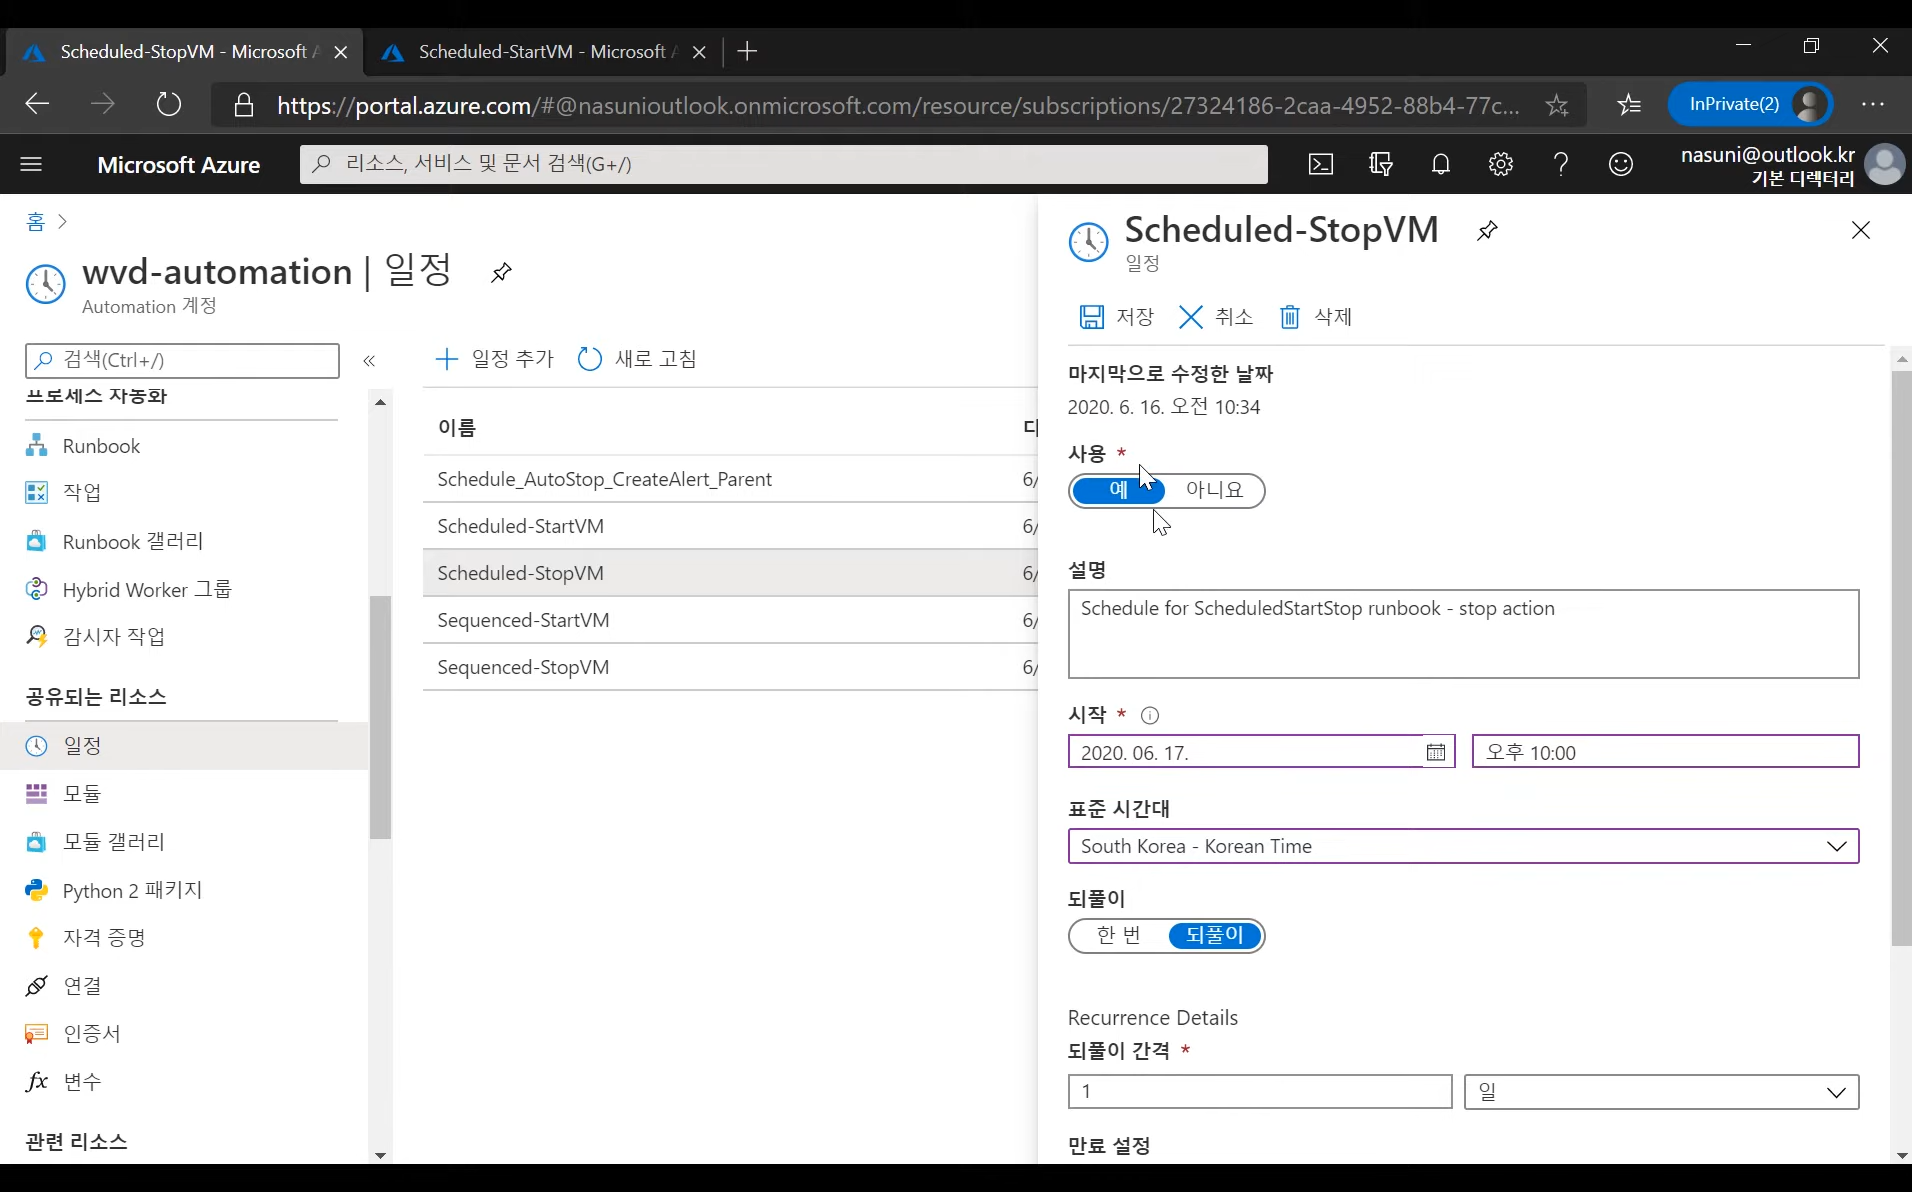 Scheduled-StopVM - Microsoft A
Scheduled-StartVM - Microsoft A
https://portal.azure.com/#@nasunioutlook.onmicrosoft.com/resource/subscriptions/27324186-2caa-4952-88b4-77c...
InPrivate(2)
Microsoft Azure
리소스, 서비스 및 문서 검색(G+/)
nasuni@outlook.kr
기본 디렉터리
홈
wvd-automation | 일정
Automation 계정
검색(Ctrl+/)
프로세스 자동화
Runbook
작업
Runbook 갤러리
Hybrid Worker 그룹
감시자 작업
공유되는 리소스
일정
모듈
모듈 갤러리
Python 2 패키지
자격 증명
연결
인증서
변수
관련 리소스
일정 추가
새로 고침
이름
Schedule_AutoStop_CreateAlert_Parent 6/
Scheduled-StartVM 6/
Scheduled-StopVM 6/
Sequenced-StartVM 6/
Sequenced-StopVM 6/
Scheduled-StopVM
일정
저장 취소 삭제
마지막으로 수정한 날짜
2020. 6. 16. 오전 10:34
사용 *
예 아니요
설명
Schedule for ScheduledStartStop runbook - stop action
시작 *
2020. 06. 17. 오후 10:00
표준 시간대
South Korea - Korean Time
되풀이
한 번 되풀이
Recurrence Details
되풀이 간격 *
1 일
만료 설정